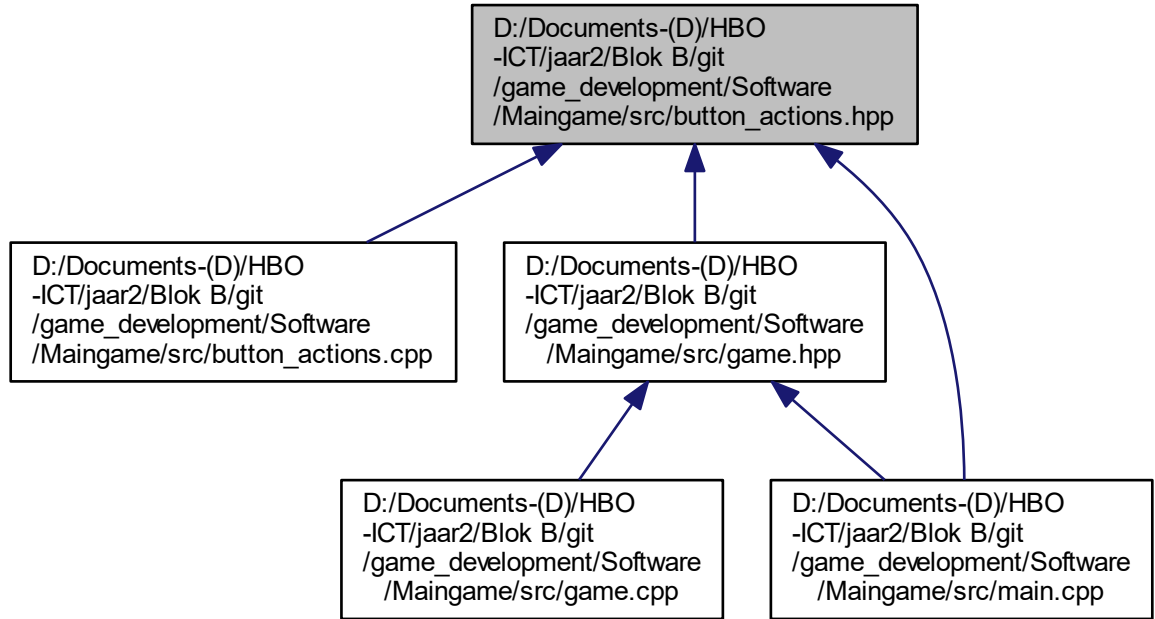 D:/Documents-(D)/HBO
-ICT/jaar2/Blok B/git
/game_development/Software
/Maingame/src/button_actions.hpp
D:/Documents-(D)/HBO
-ICT/jaar2/Blok B/git
/game_development/Software
/Maingame/src/button_actions.cpp
D:/Documents-(D)/HBO
-ICT/jaar2/Blok B/git
/game_development/Software
/Maingame/src/game.hpp
D:/Documents-(D)/HBO
-ICT/jaar2/Blok B/git
/game_development/Software
/Maingame/src/game.cpp
D:/Documents-(D)/HBO
-ICT/jaar2/Blok B/git
/game_development/Software
/Maingame/src/main.cpp